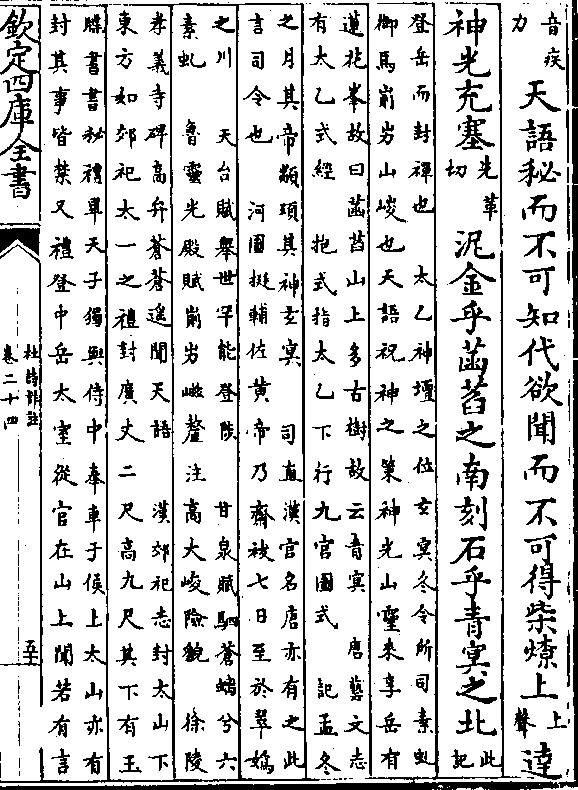 音疾
力
天語秘而不可知代欲聞而不可得柴燎上
上
聲
達
神光充塞
先革
切
泥金乎菡萏之南刻石乎青冥之北
此
記
登岳而封禪也　太乙神壇之位玄冥冬令所司素虬
御馬崱屴山峻也天語祝神之策神光山靈來享岳有
蓮花峯故曰菡萏山上多古樹故云青冥　唐藝文志
有太乙式經　抱式指太乙下行九宫圖式　記孟冬
之月其帝顓頊其神玄冥　司直漢官名唐亦有之此
言司令也　河圖挺輔佐黄帝乃齋被七日至於翠媯
之川　天台賦舉世罕能登陟　甘泉賦駟蒼螭兮六
素虬　魯靈光殿賦崱屴嵫釐注高大峻險貌　徐陵
孝義寺碑高弁蒼蒼遙聞天語　漢郊祀志封太山下
東方如郊祀太一之禮封廣丈二尺高九尺其下有玉
牒書書秘禮畢天子獨與侍中奉車子侯上太山亦有
封其事皆禁又禮登中岳太室從官在山上聞若有言
欽定四庫全書
杜詩詳註
卷二十四